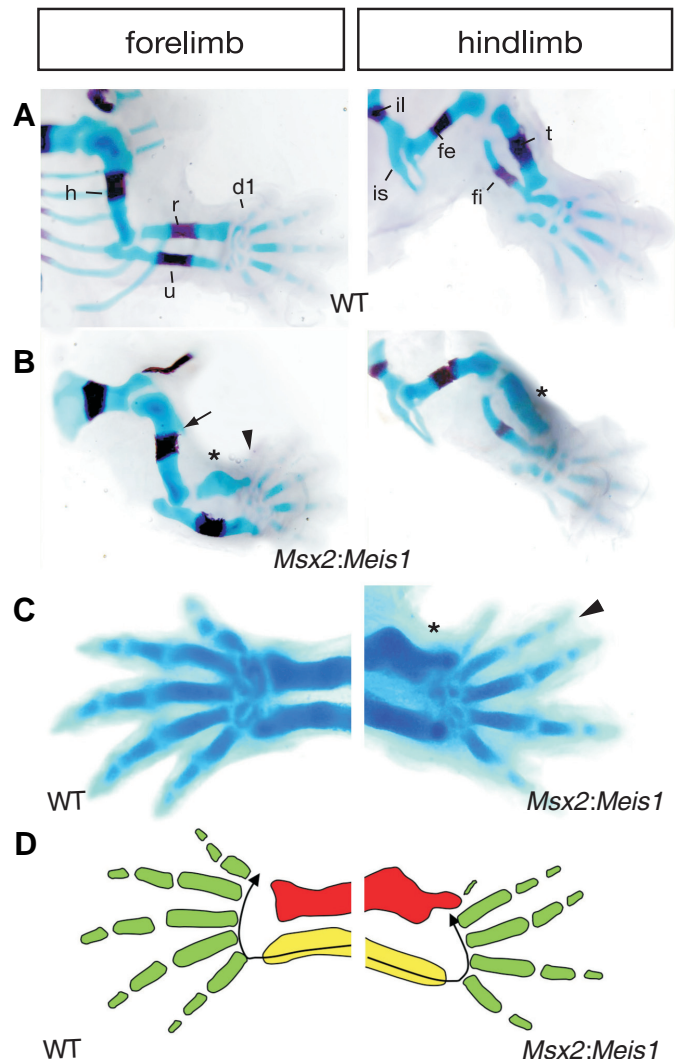 forelimb hindlimb
A
h r d1 u
il fe is t fi
WT
B
* *
Msx2:Meis1
C
*
WT Msx2:Meis1
D
WT Msx2:Meis1